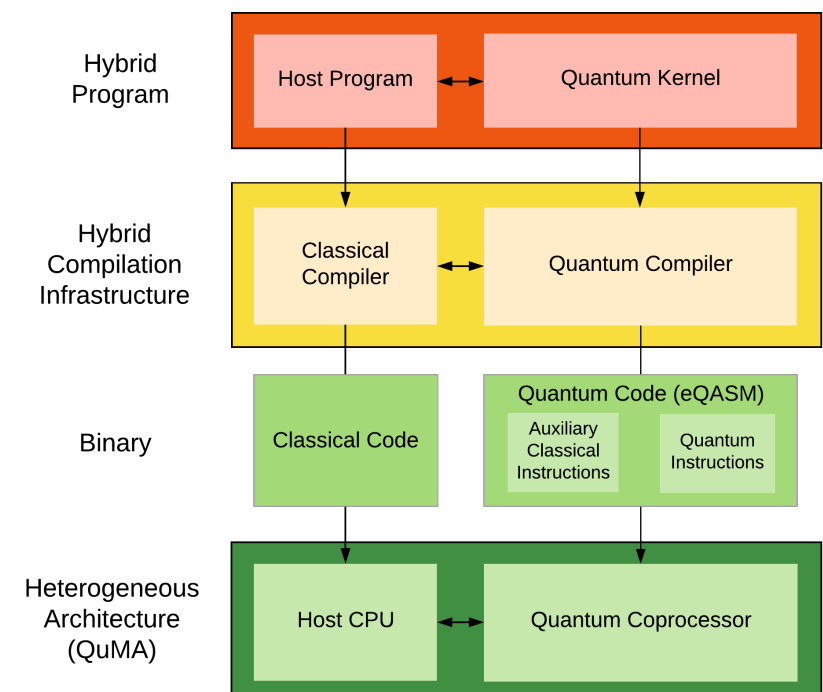 Hybrid
Program
Host Program
Quantum Kernel
Hybrid
Compilation
Infrastructure
Classical
Compiler
Quantum Compiler
Binary
Classical Code
Quantum Code (eQASM)
Auxiliary
Classical
Instructions
Quantum
Instructions
Heterogeneous
Architecture
(QuMA)
Host CPU
Quantum Coprocessor